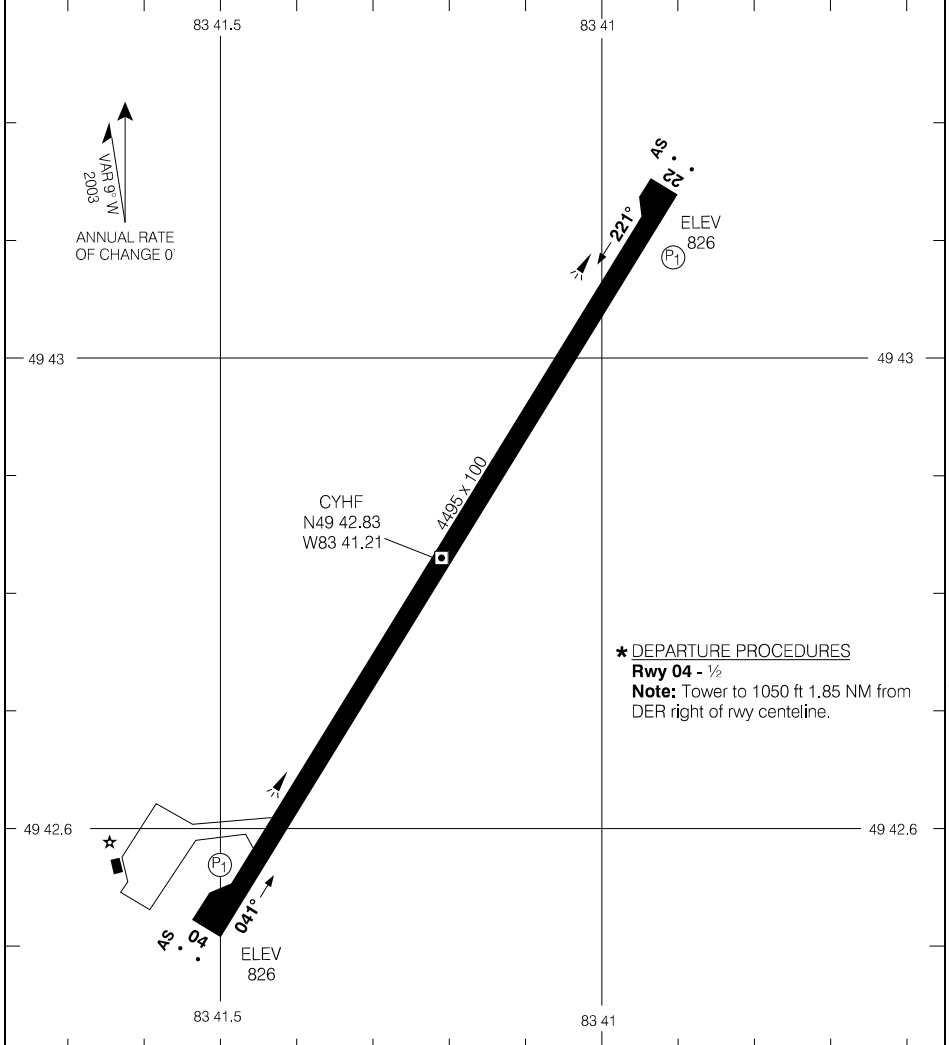 83 41.5
83 41
VAR 9° W
2003
ANNUAL RATE
OF CHANGE 0'
AS
22
221°
ELEV
826
P1
49 43
49 43
4495 x 100
CYHF
N49 42.83
W83 41.21
* DEPARTURE PROCEDURES
Rwy 04 - ½
Note: Tower to 1050 ft 1.85 NM from
DER right of rwy centeline.
49 42.6
49 42.6
P1
041°
04
AS
ELEV
826
83 41.5
83 41